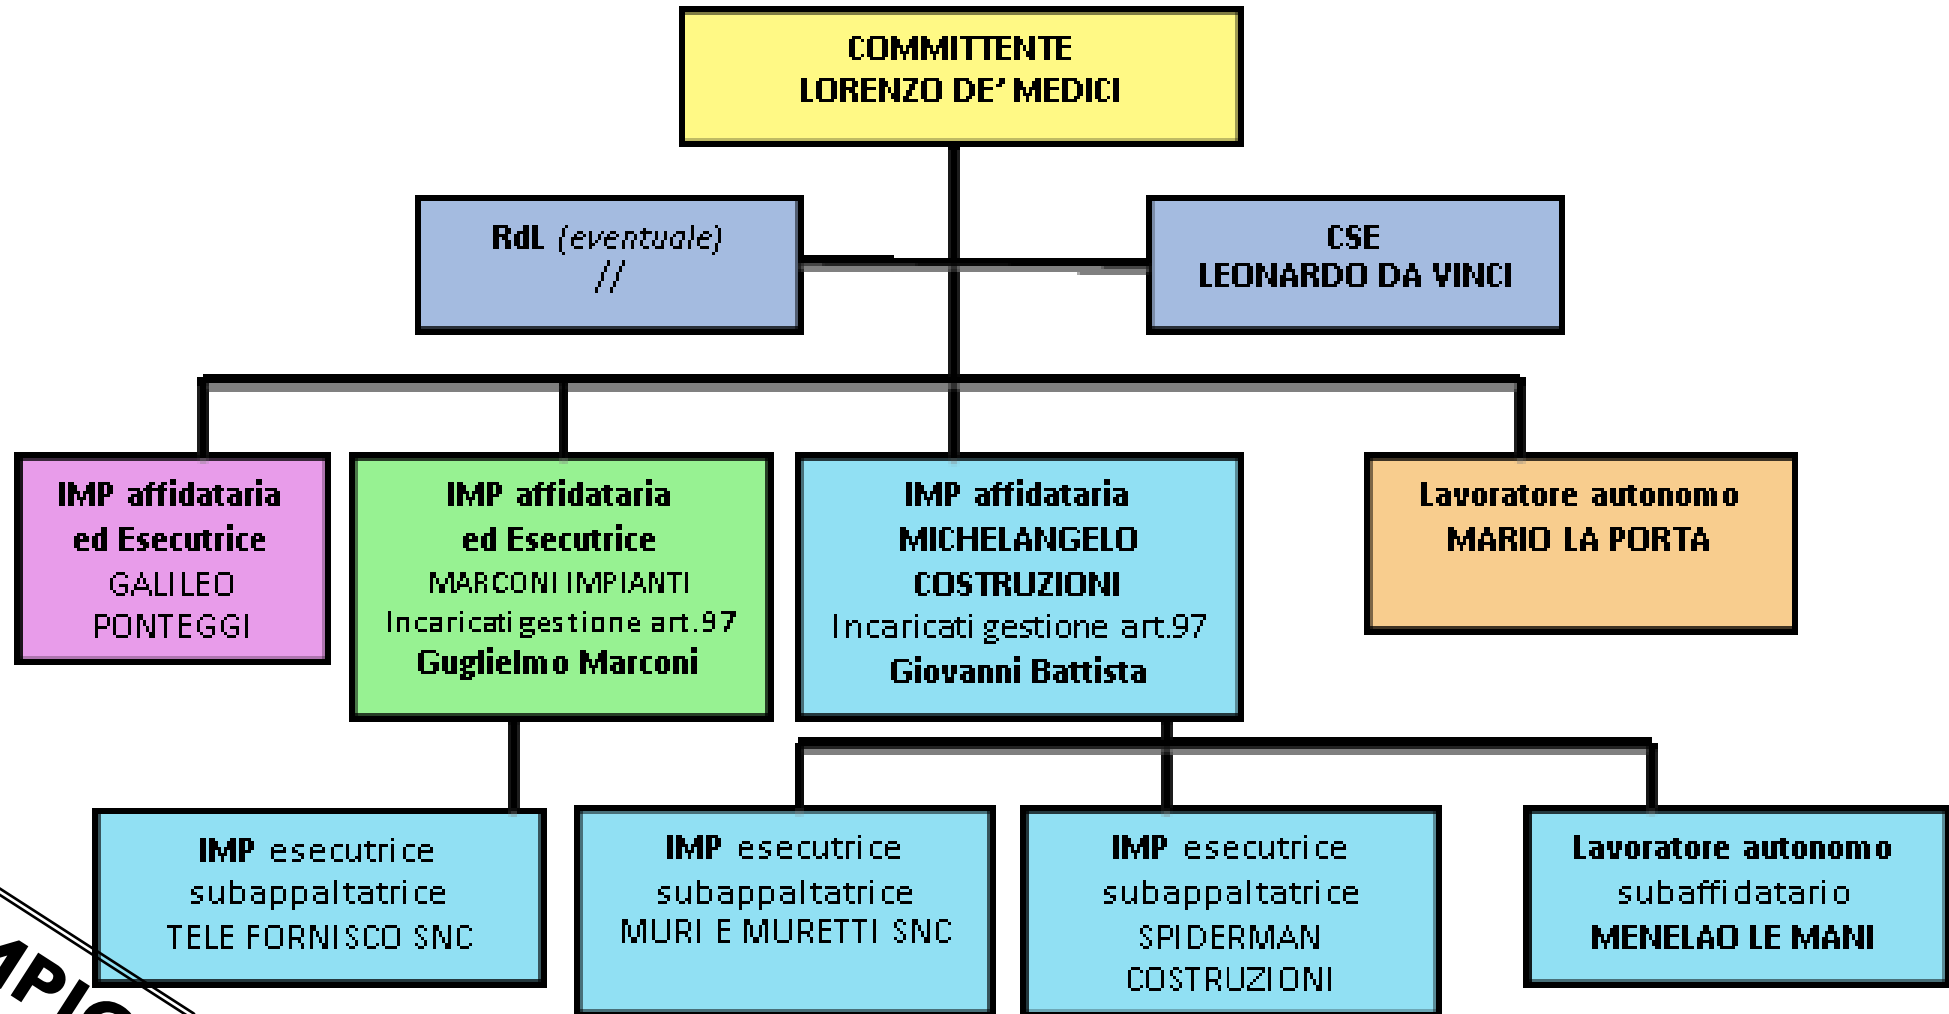 COMMITTENTE
LORENZO DE’ MEDICI
RdL (eventuale)
//
CSE
LEONARDO DA VINCI
IMP affidataria
ed Esecutrice
GALILEO
PONTEGGI
IMP affidataria
ed Esecutrice
MARCONI IMPIANTI
Incaricati gestione art.97
Guglielmo Marconi
IMP affidataria
MICHELANGELO
COSTRUZIONI
Incaricati gestione art.97
Giovanni Battista
Lavoratore autonomo
MARIO LA PORTA
IMP esecutrice
subappaltatrice
TELE FORNISCO SNC
IMP esecutrice
subappaltatrice
MURI E MURETTI SNC
IMP esecutrice
subappaltatrice
SPIDERMAN
COSTRUZIONI
Lavoratore autonomo
subaffidatario
MENELAO LE MANI